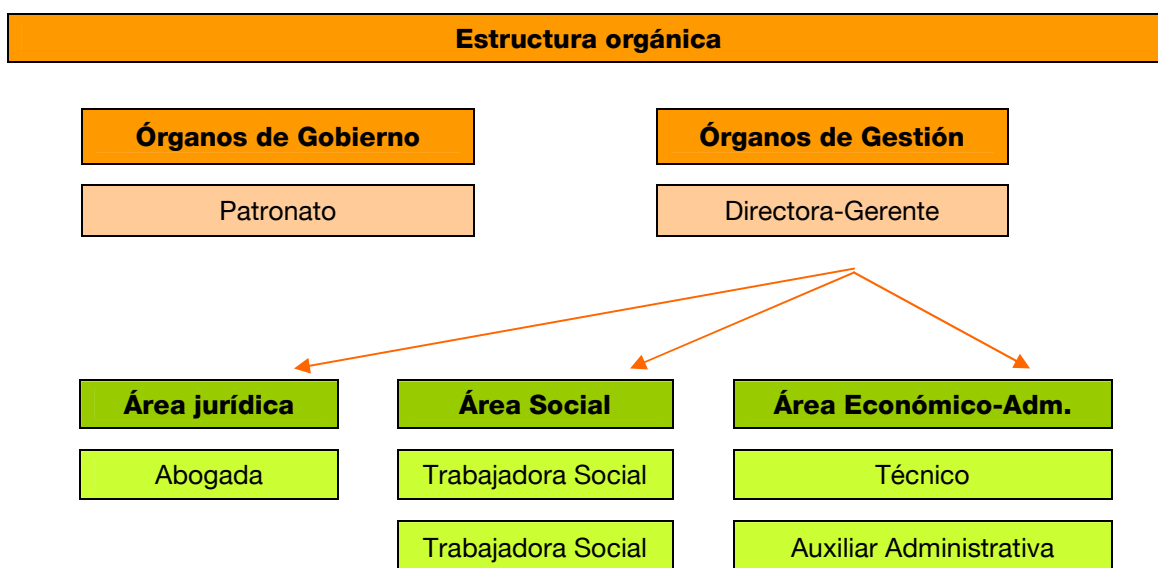 Estructura orgánica
Órganos de Gobierno
Órganos de Gestión
Patronato
Directora-Gerente
Área jurídica
Área Social
Área Económico-Adm.
Abogada
Trabajadora Social
Técnico
Trabajadora Social
Auxiliar Administrativa